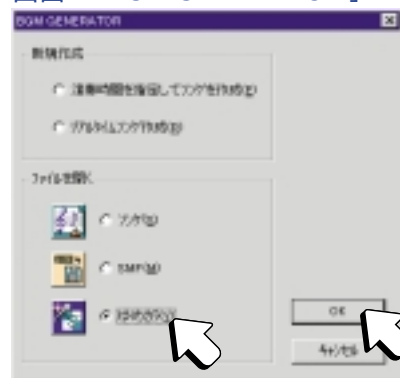 BGM GENERATOR
新規作成
演奏時間を指定してソングを作成(E)
リアルタイムソング作成(R)
ファイルを開く
ソング(S)
SMF(M)
OK
キャンセル